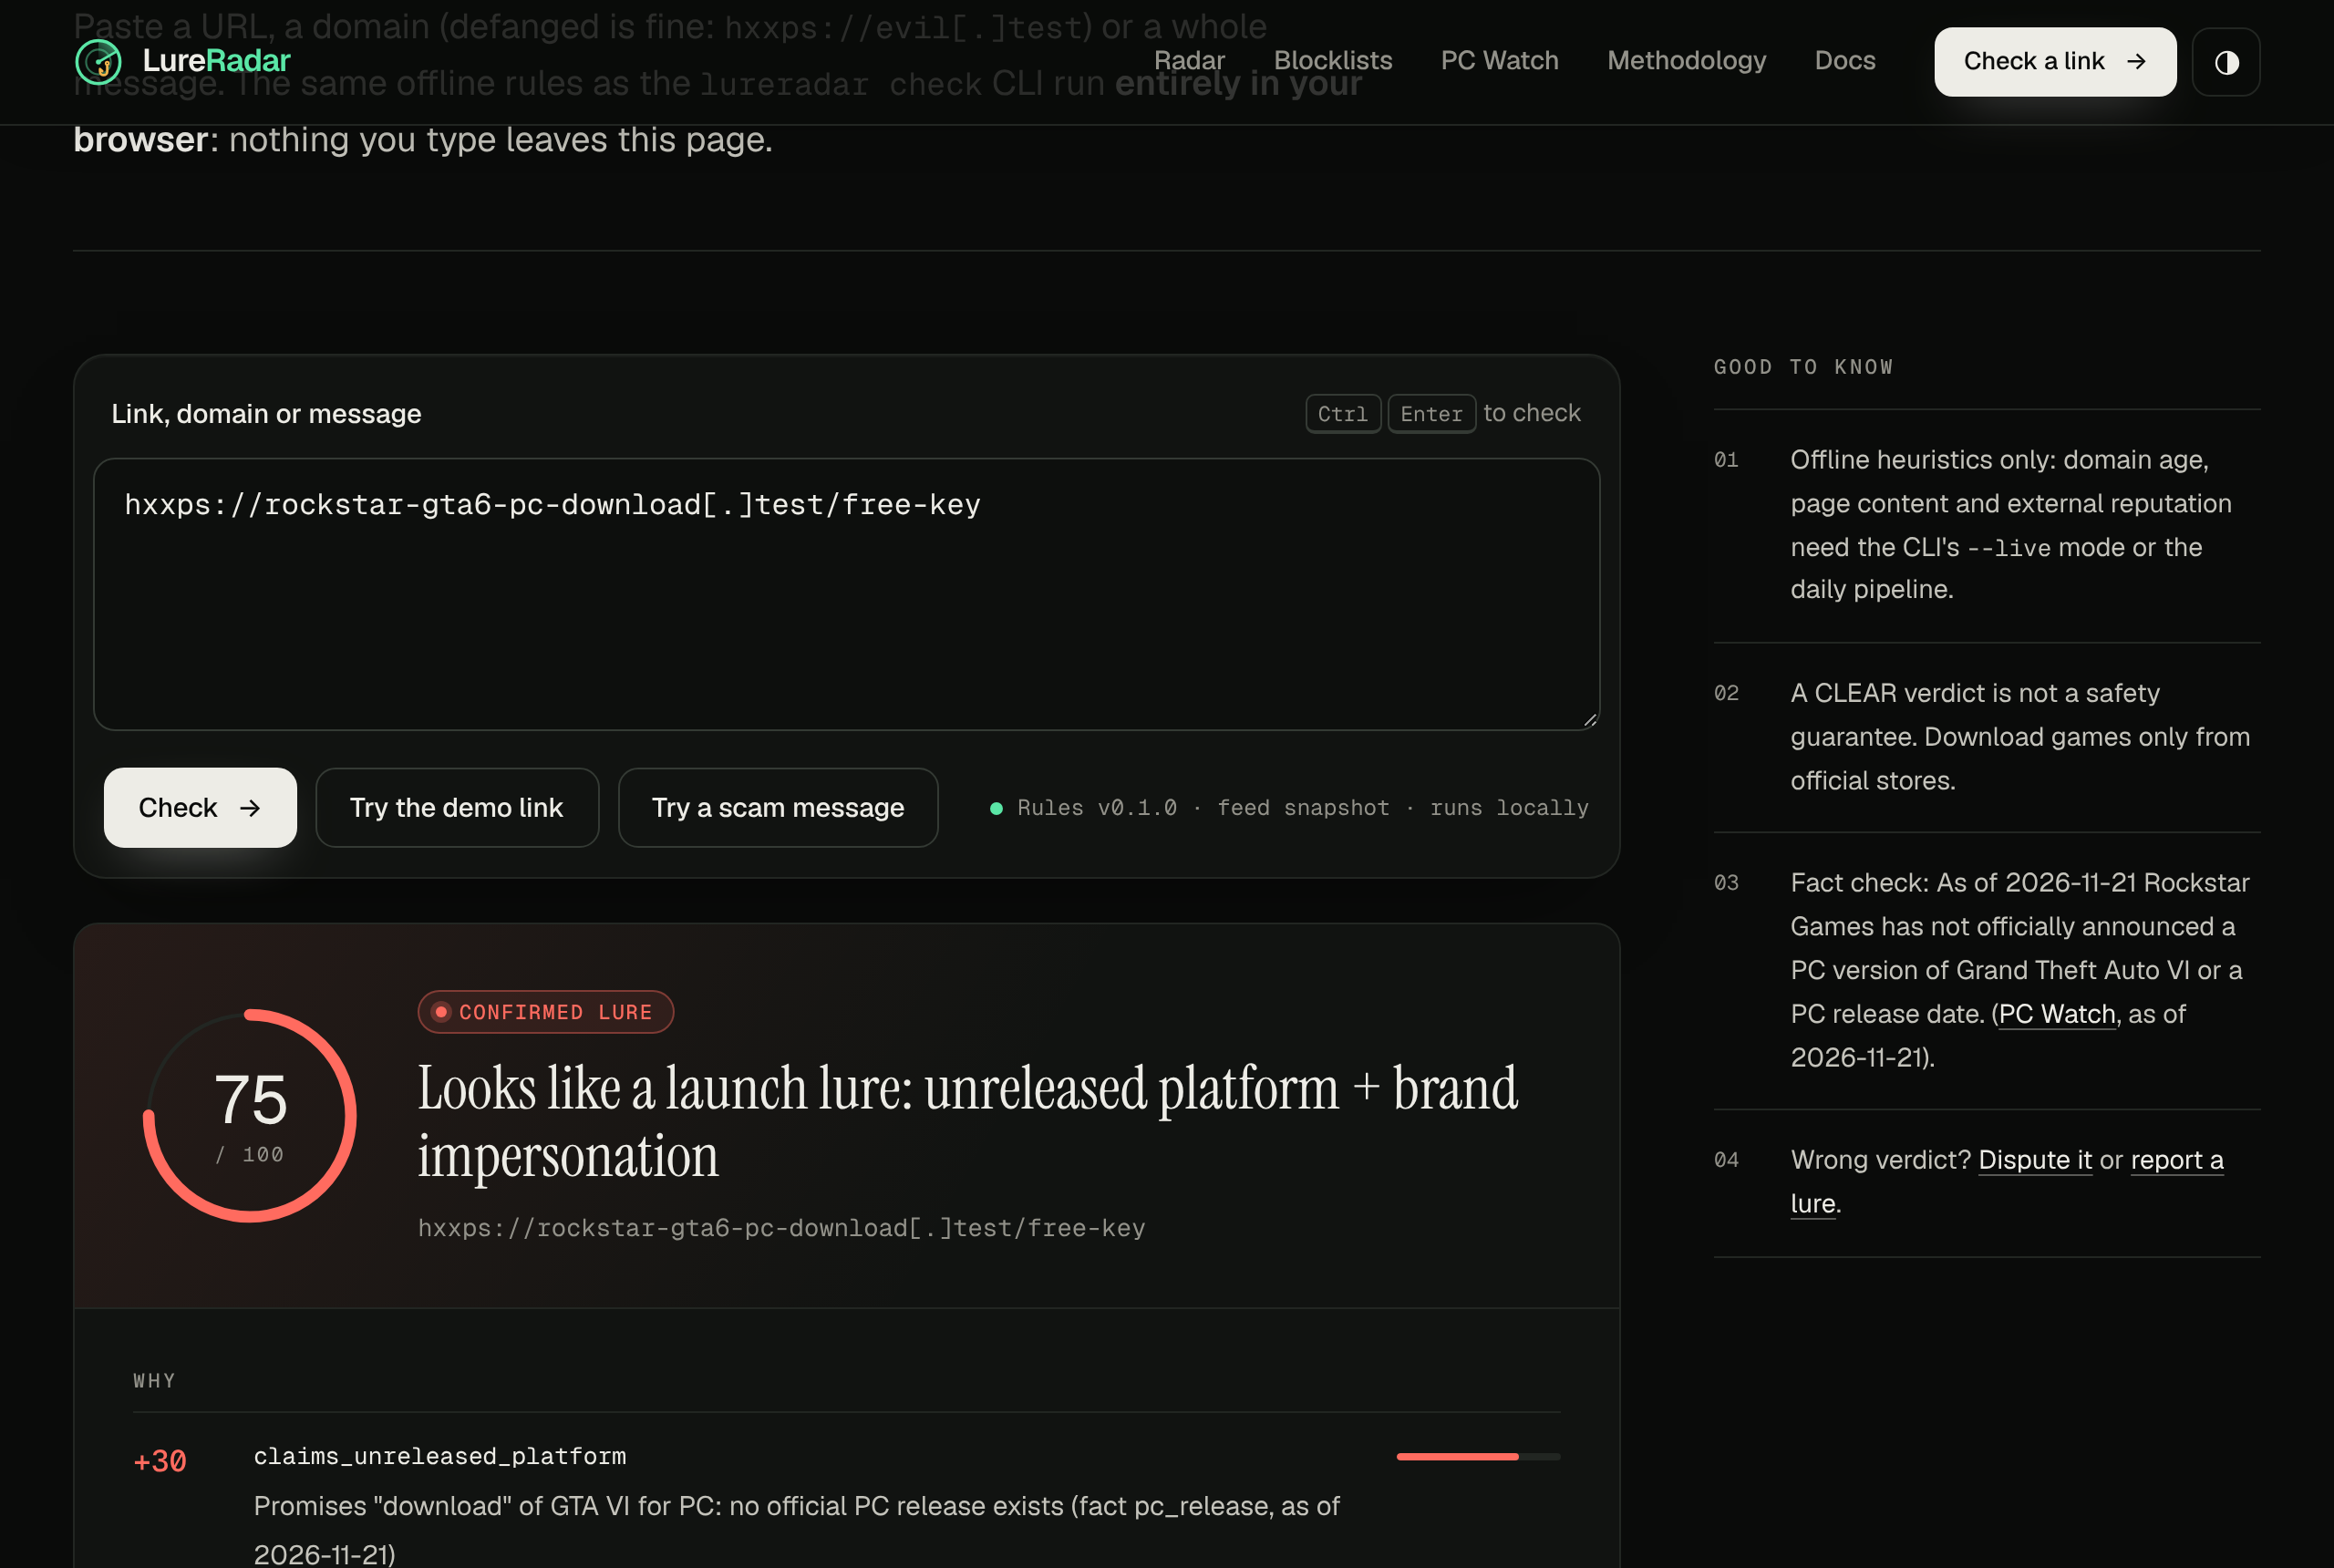 Paste a URL, a domain (defanged is fine: hxxps://evil[.]test) or a whole
LureRadar
Radar
Blocklists
PC Watch
Methodology
Docs
Check a link →
message. The same offline rules as the lureradar check CLI run entirely in your
browser: nothing you type leaves this page.
Link, domain or message
Ctrl Enter to check
hxxps://rockstar-gta6-pc-download[.]test/free-key
Check →
Try the demo link
Try a scam message
Rules v0.1.0 · feed snapshot · runs locally
CONFIRMED LURE
75
/ 100
Looks like a launch lure: unreleased platform + brand
impersonation
hxxps://rockstar-gta6-pc-download[.]test/free-key
WHY
+30
claims_unreleased_platform
Promises "download" of GTA VI for PC: no official PC release exists (fact pc_release, as of
2026-11-21)
GOOD TO KNOW
01
Offline heuristics only: domain age,
page content and external reputation
need the CLI's --live mode or the
daily pipeline.
02
A CLEAR verdict is not a safety
guarantee. Download games only from
official stores.
03
Fact check: As of 2026-11-21 Rockstar
Games has not officially announced a
PC version of Grand Theft Auto VI or a
PC release date. (PC Watch, as of
2026-11-21).
04
Wrong verdict? Dispute it or report a
lure.